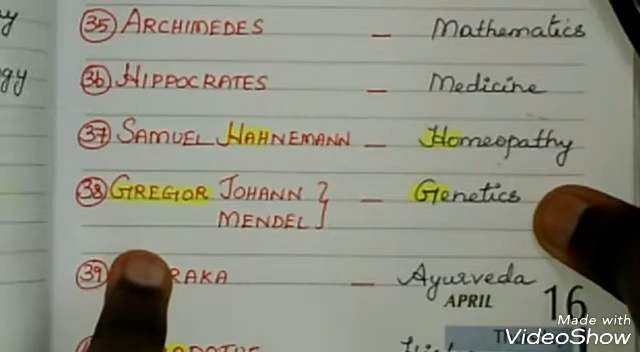 35 ARCHIMEDES – Mathematics
36 HIPPOCRATES – Medicine
37 SAMUEL HAHNEMANN – Homeopathy
38 GREGOR JOHANN } – Genetics
MENDEL
39 – Ayurveda
APRIL 16
Made with
VideoShow